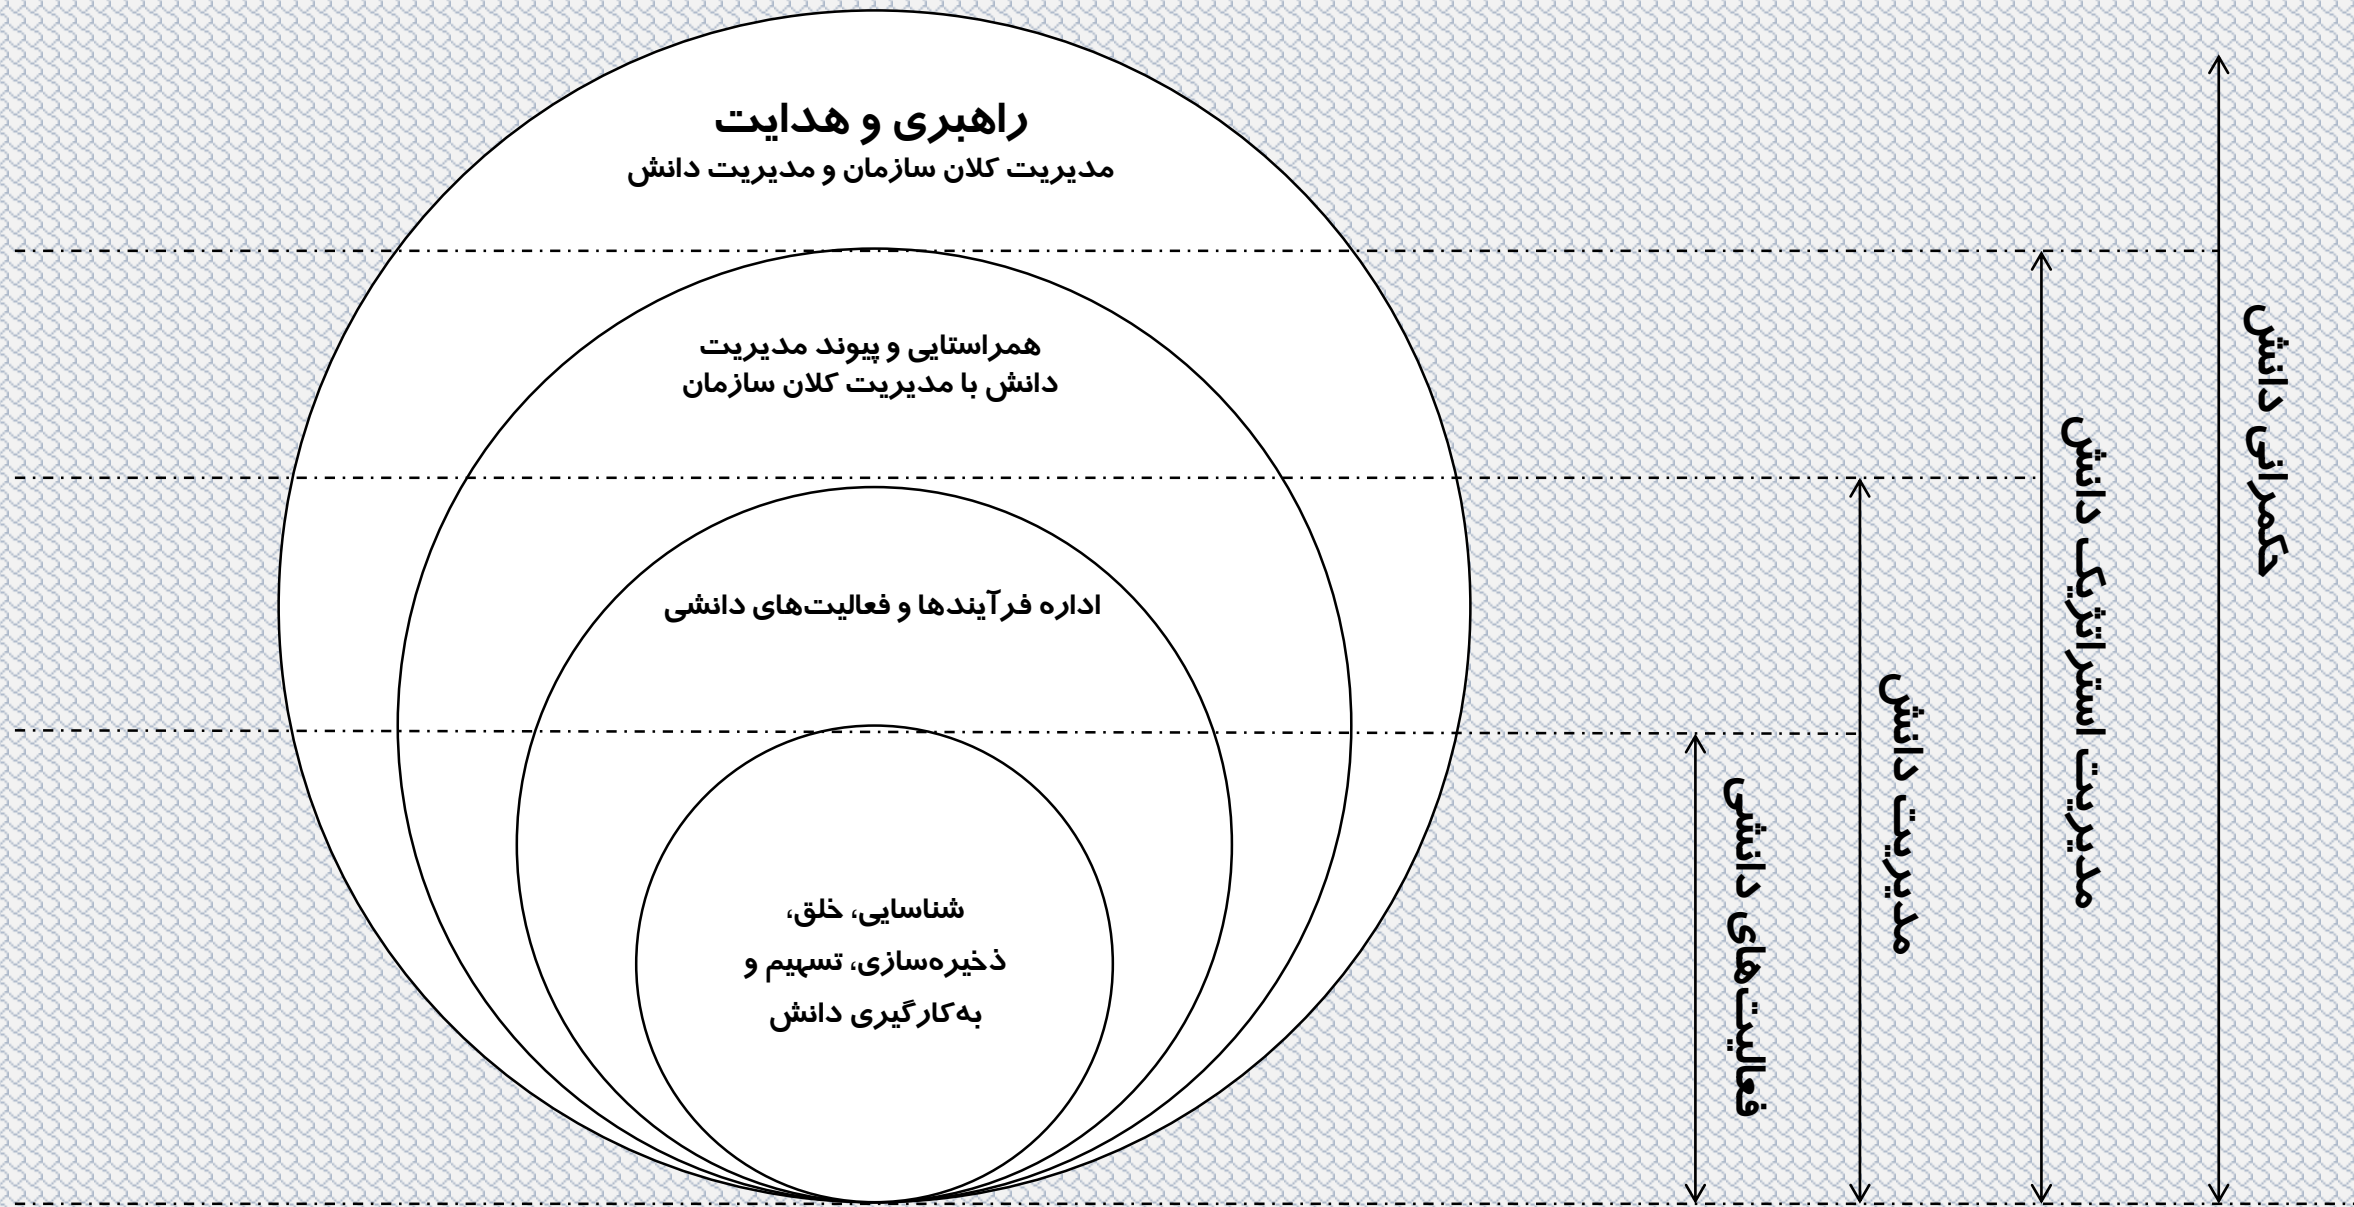 راهبری و هدایت
مدیریت کلان سازمان و مدیریت دانش
همراستایی و پیوند مدیریت
دانش با مدیریت کلان سازمان
اداره فرآیندها و فعالیت‌های دانشی
شناسایی، خلق،
ذخیره‌سازی، تسهیم و
به‌کارگیری دانش
حکمرانی دانش
مدیریت استراتژیک دانش
مدیریت دانش
فعالیت‌های دانشی